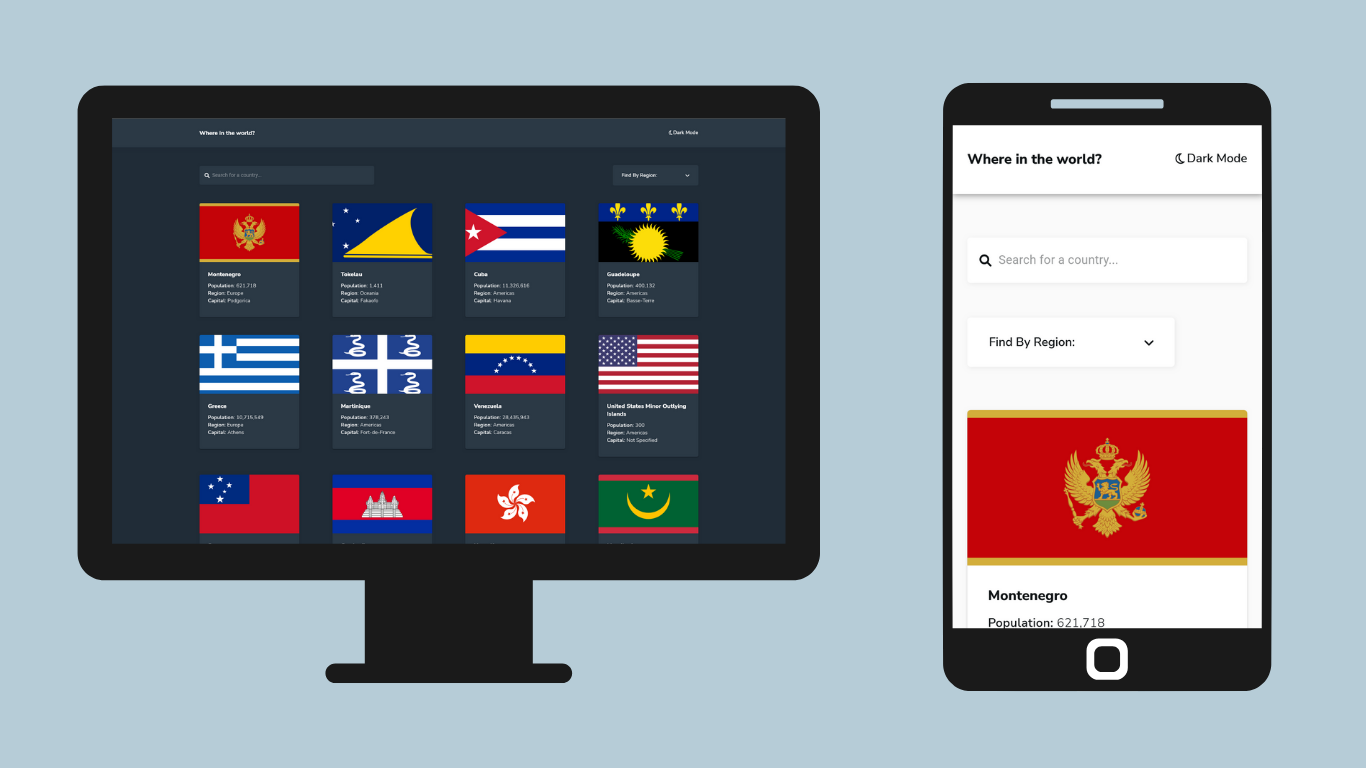 Where in the world?
Dark Mode
Search for a country...
Find By Region:
Montenegro
Population: 621,718
Region: Europe
Capital: Podgorica
Tokelau
Population: 1,411
Region: Oceania
Capital: Fakaofo
Cuba
Population: 11,326,616
Region: Americas
Capital: Havana
Guadeloupe
Population: 400,132
Region: Americas
Capital: Basse-Terre
Greece
Population: 10,715,549
Region: Europe
Capital: Athens
Martinique
Population: 378,243
Region: Americas
Capital: Fort-de-France
Venezuela
Population: 28,435,943
Region: Americas
Capital: Caracas
United States Minor Outlying
Islands
Population: 300
Region: Americas
Capital: Not Specified
Where in the world?
Dark Mode
Search for a country...
Find By Region:
Montenegro
Population: 621,718